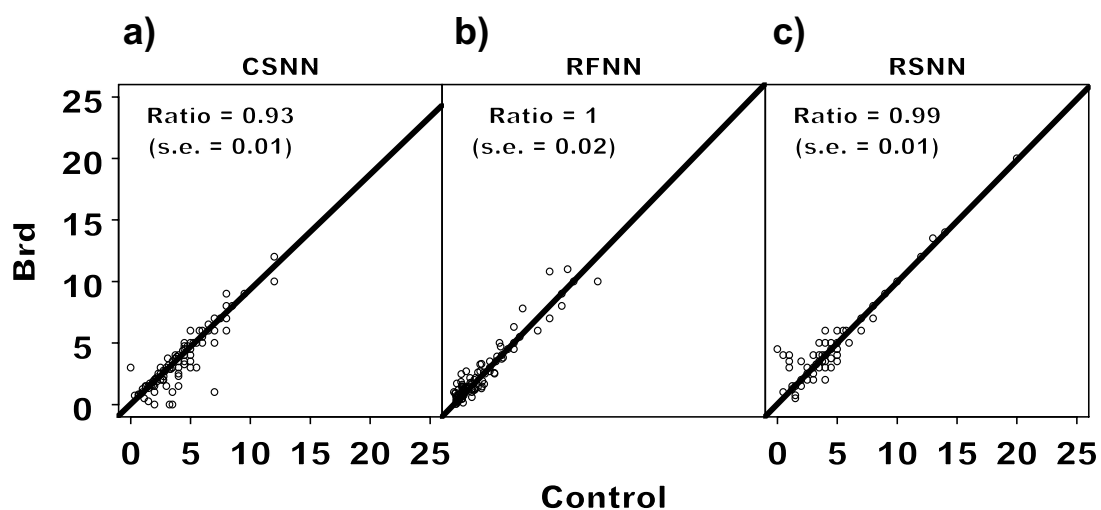 a)
b)
c)
CSNN
RFNN
RSNN
Ratio = 0.93
(s.e. = 0.01)
Ratio = 1
(s.e. = 0.02)
Ratio = 0.99
(s.e. = 0.01)
25
20
15
10
5
0
Brd
0 5 10 15 20 25
0 5 10 15 20 25
Control